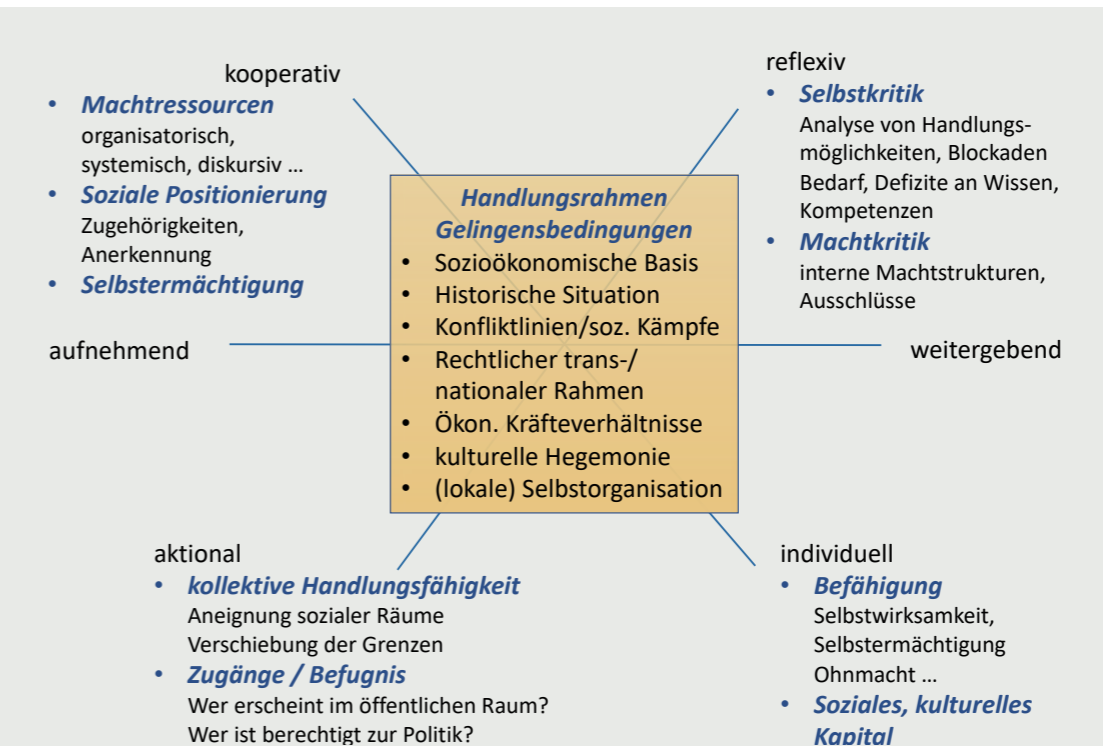 kooperativ
• Machtressourcen
organisatorisch,
systemisch, diskursiv ...
• Soziale Positionierung
Zugehörigkeiten,
Anerkennung
• Selbstermächtigung
reflexiv
• Selbstkritik
Analyse von Handlungs-
möglichkeiten, Blockaden
Bedarf, Defizite an Wissen,
Kompetenzen
• Machtkritik
interne Machtstrukturen,
Ausschlüsse
Handlungsrahmen
Gelingensbedingungen
• Sozioökonomische Basis
• Historische Situation
• Konfliktlinien/soz. Kämpfe
• Rechtlicher trans-/
nationaler Rahmen
• Ökon. Kräfteverhältnisse
• kulturelle Hegemonie
• (lokale) Selbstorganisation
aufnehmend
weitergebend
aktional
• kollektive Handlungsfähigkeit
Aneignung sozialer Räume
Verschiebung der Grenzen
• Zugänge / Befugnis
Wer erscheint im öffentlichen Raum?
Wer ist berechtigt zur Politik?
individuell
• Befähigung
Selbstwirksamkeit,
Selbstermächtigung
Ohnmacht ...
• Soziales, kulturelles
Kapital